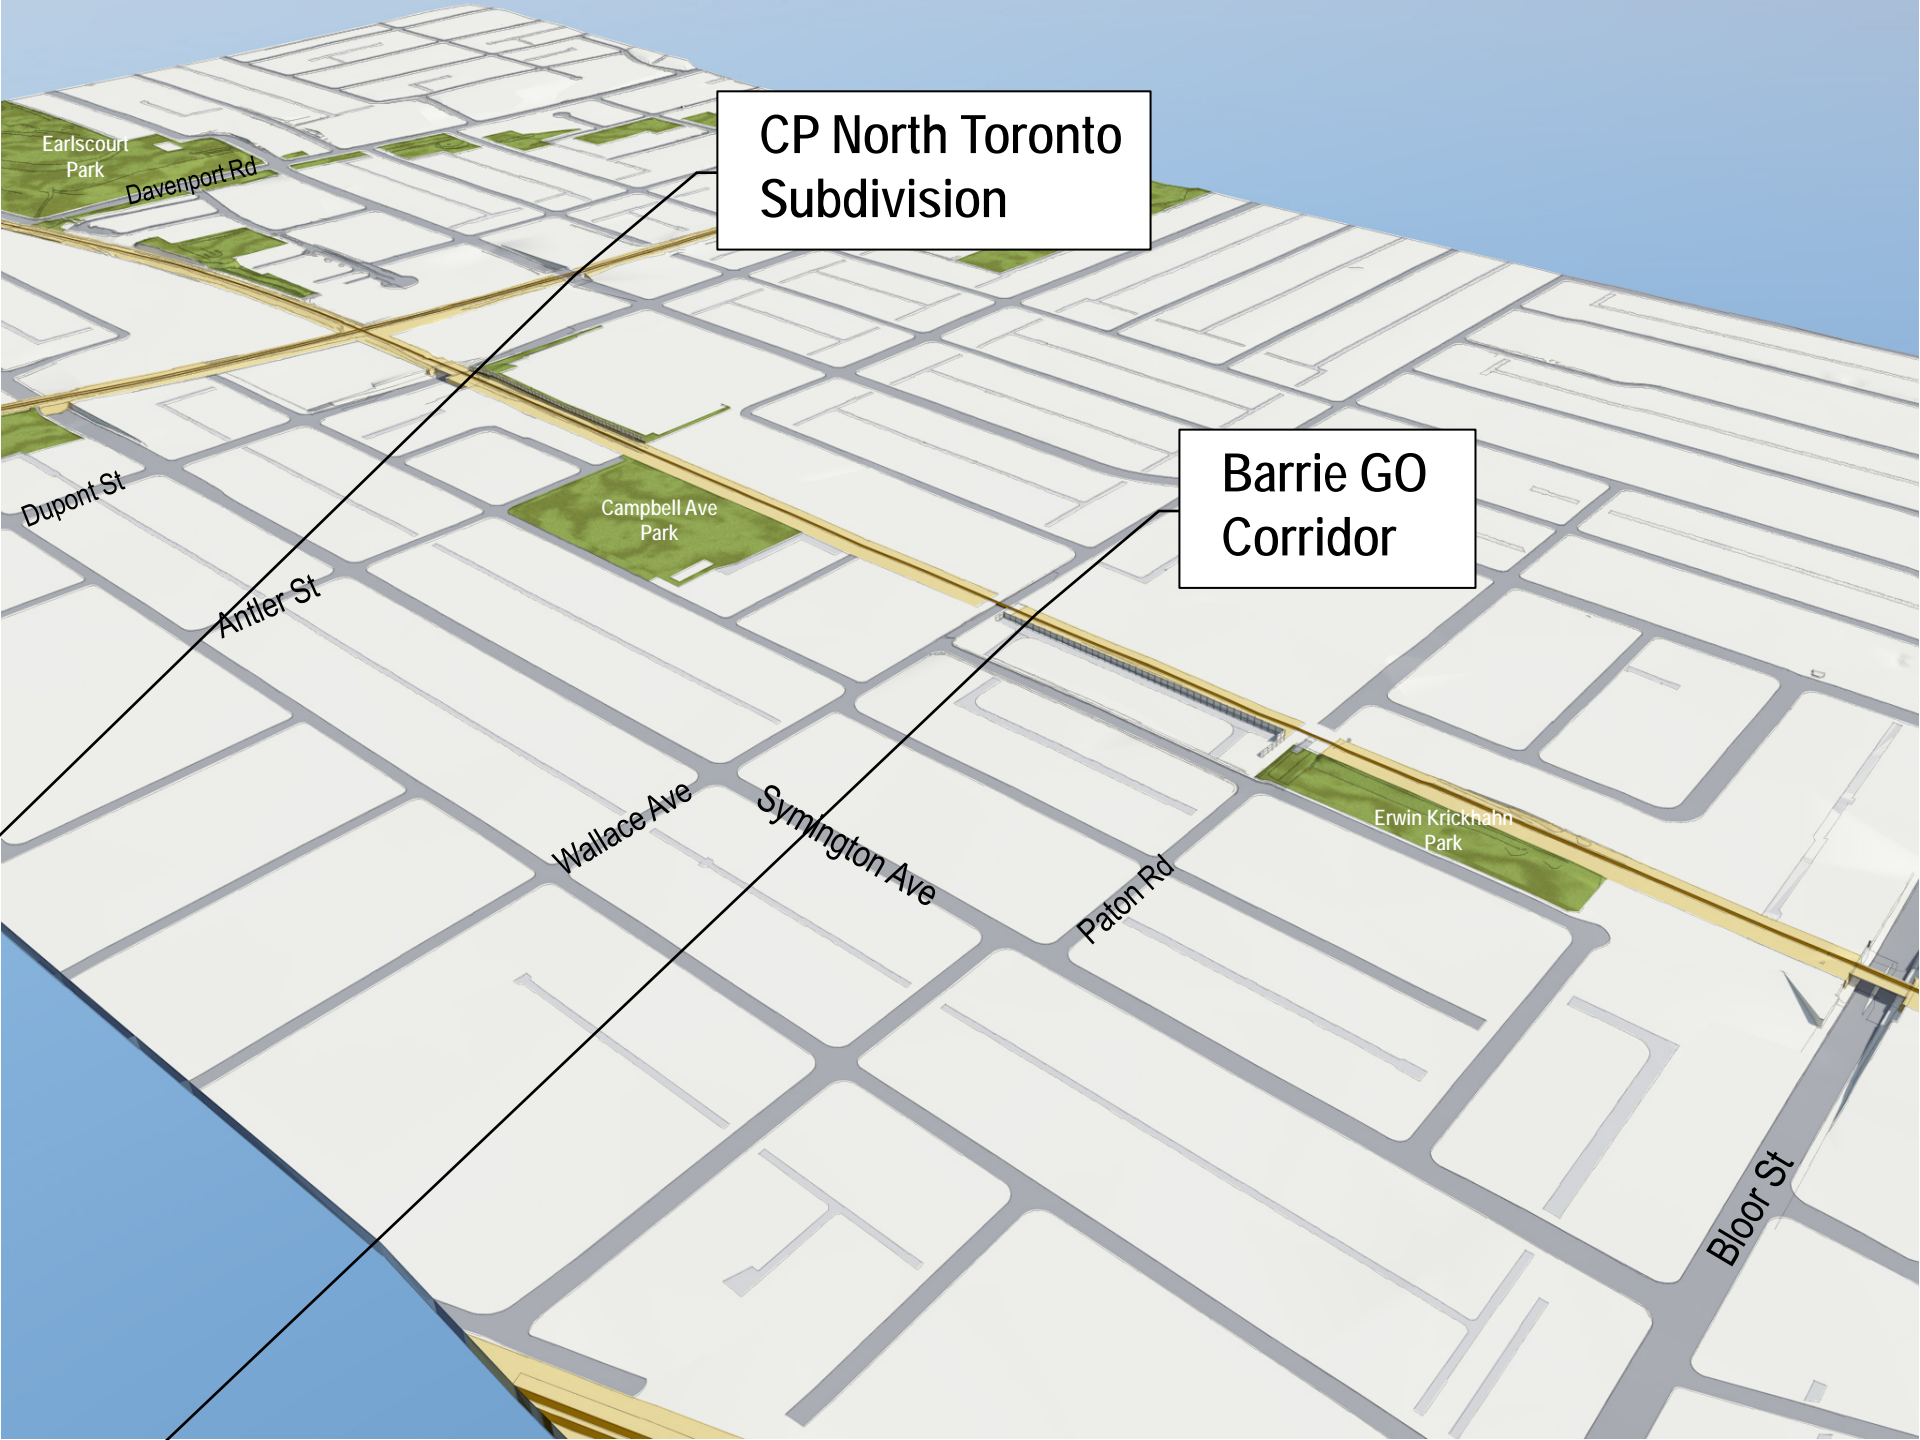 CP North Toronto
Subdivision
Earlscourt
Park
Davenport Rd
Barrie GO
Corridor
Dupont St
Campbell Ave
Park
Antler St
Wallace Ave
Symington Ave
Erwin Krickhahn
Park
Paton Rd
Bloor St